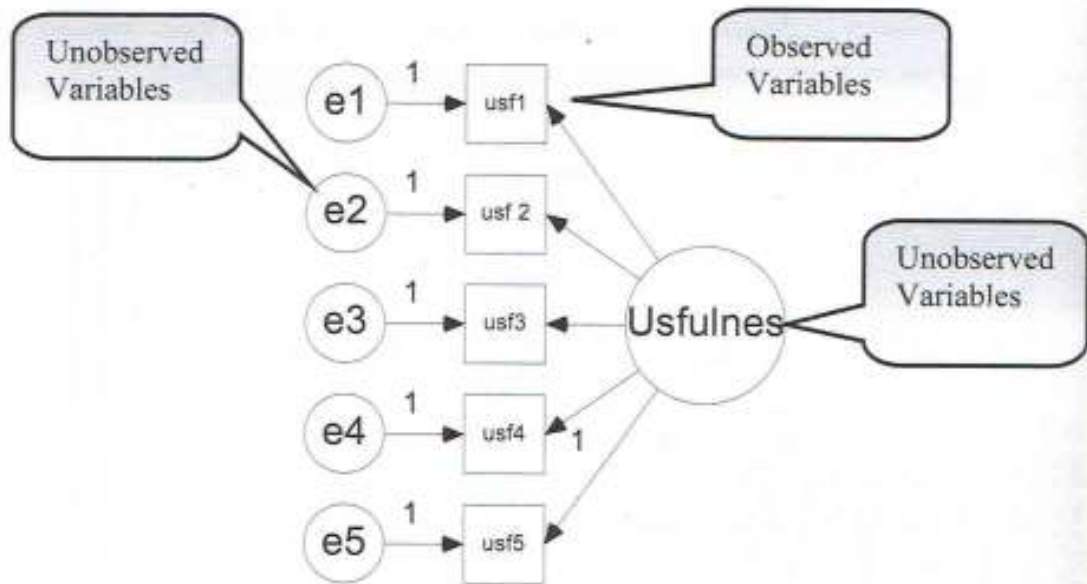 Unobserved
Variables
Observed
Variables
e1
1
usf1
e2
1
usf 2
e3
1
usf3
Usfulnes
Unobserved
Variables
e4
1
usf4
1
e5
1
usf5